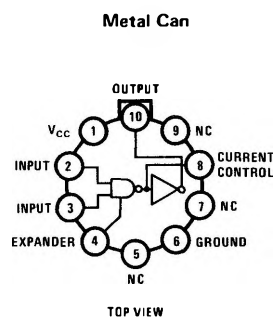 Metal Can
OUTPUT
10
VCC
1
9
NC
INPUT
2
8
CURRENT
CONTROL
INPUT
3
7
NC
EXPANDER
4
6
GROUND
5
NC
TOP VIEW